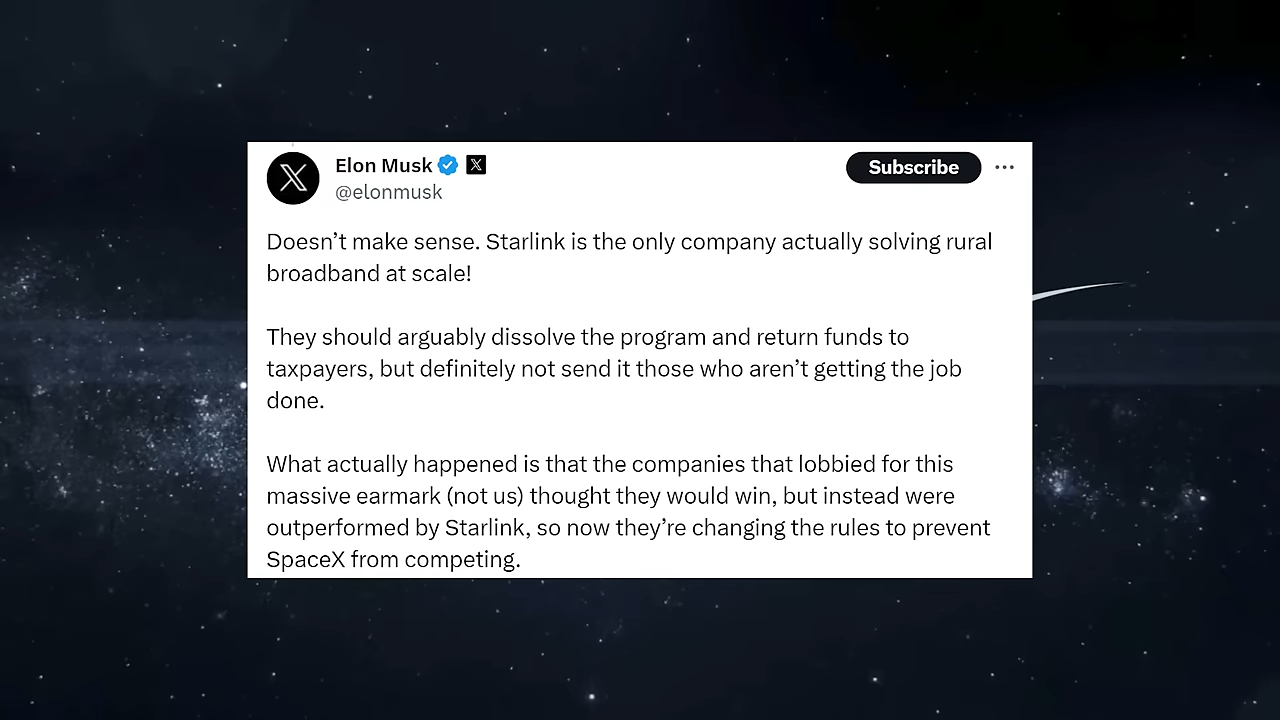 Elon Musk
@elonmusk
Subscribe
Doesn’t make sense. Starlink is the only company actually solving rural
broadband at scale!
They should arguably dissolve the program and return funds to
taxpayers, but definitely not send it those who aren’t getting the job
done.
What actually happened is that the companies that lobbied for this
massive earmark (not us) thought they would win, but instead were
outperformed by Starlink, so now they’re changing the rules to prevent
SpaceX from competing.